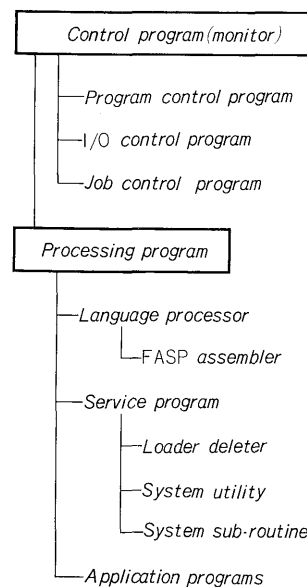 Control program (monitor)
Program control program
I/O control program
Job control program
Processing program
Language processor
FASP assembler
Service program
Loader deleter
System utility
System sub-routine
Application programs